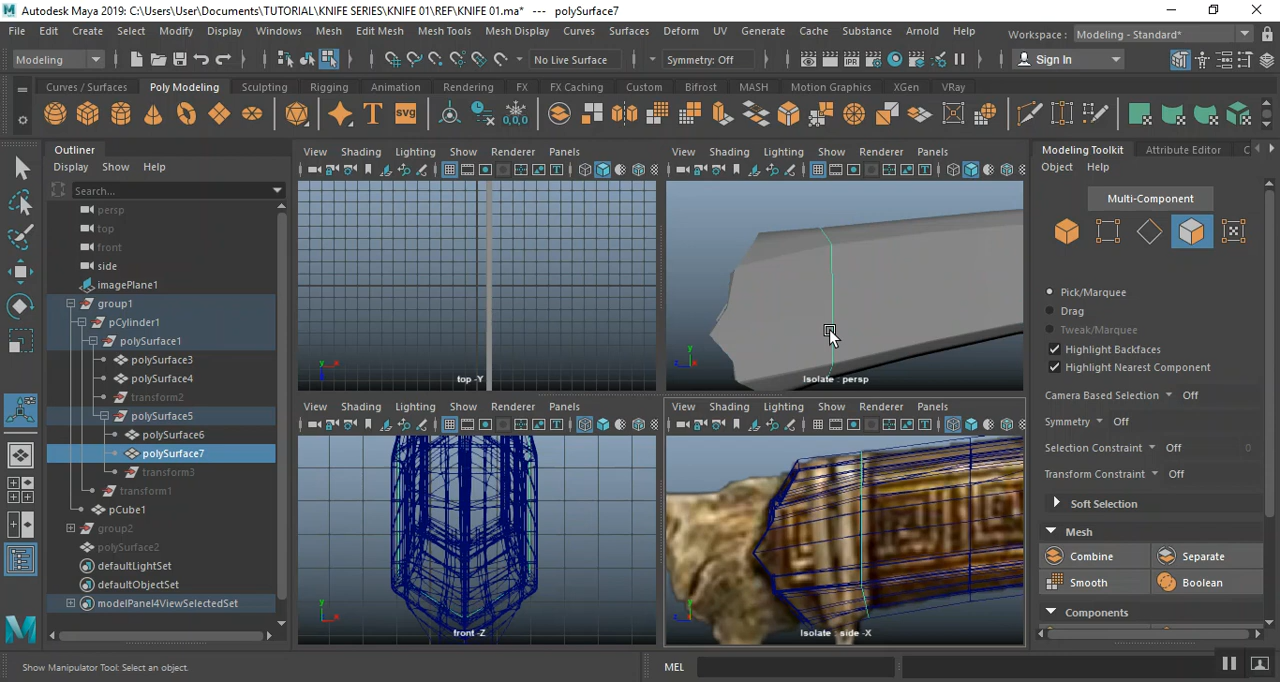 Autodesk Maya 2019: C:\Users\User\Documents\TUTORIAL\KNIFE SERIES\KNIFE 01\REF\KNIFE 01.ma* --- polySurface7
File Edit Create Select Modify Display Windows Mesh Edit Mesh Mesh Tools Mesh Display Curves Surfaces Deform UV Generate Cache Substance Arnold Help Workspace : Modeling - Standard*
Modeling No Live Surface Symmetry: Off Sign In
Curves / Surfaces Poly Modeling Sculpting Rigging Animation Rendering FX FX Caching Custom Bifrost MASH Motion Graphics XGen VRay
SVG 0,0,0
Outliner
Display Show Help
Search...
persp
top
front
side
imagePlane1
group1
pCylinder1
polySurface1
polySurface3
polySurface4
transform2
polySurface5
polySurface6
polySurface7
transform3
transform1
pCube1
group2
polySurface2
defaultLightSet
defaultObjectSet
modelPanel4ViewSelectedSet
View Shading Lighting Show Renderer Panels
top -Y
View Shading Lighting Show Renderer Panels
Isolate : persp
View Shading Lighting Show Renderer Panels
front -Z
View Shading Lighting Show Renderer Panels
Isolate : side -X
Modeling Toolkit Attribute Editor C
Object Help
Multi-Component
Pick/Marquee
Drag
Tweak/Marquee
Highlight Backfaces
Highlight Nearest Component
Camera Based Selection Off
Symmetry Off
Selection Constraint Off 0
Transform Constraint Off
Soft Selection
Mesh
Combine Separate
Smooth Boolean
Components
Show Manipulator Tool: Select an object. MEL